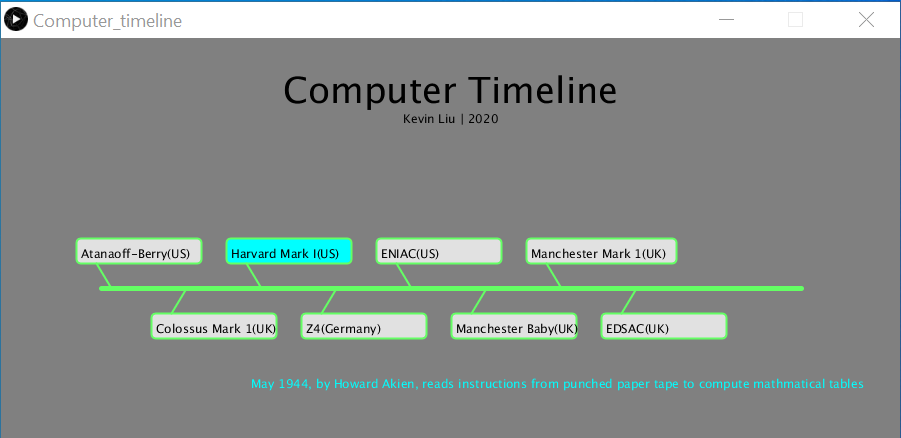 Computer_timeline
Computer Timeline
Kevin Liu | 2020
Atanaoff-Berry(US)
Harvard Mark I(US)
ENIAC(US)
Manchester Mark 1(UK)
Colossus Mark 1(UK)
Z4(Germany)
Manchester Baby(UK)
EDSAC(UK)
May 1944, by Howard Akien, reads instructions from punched paper tape to compute mathmatical tables